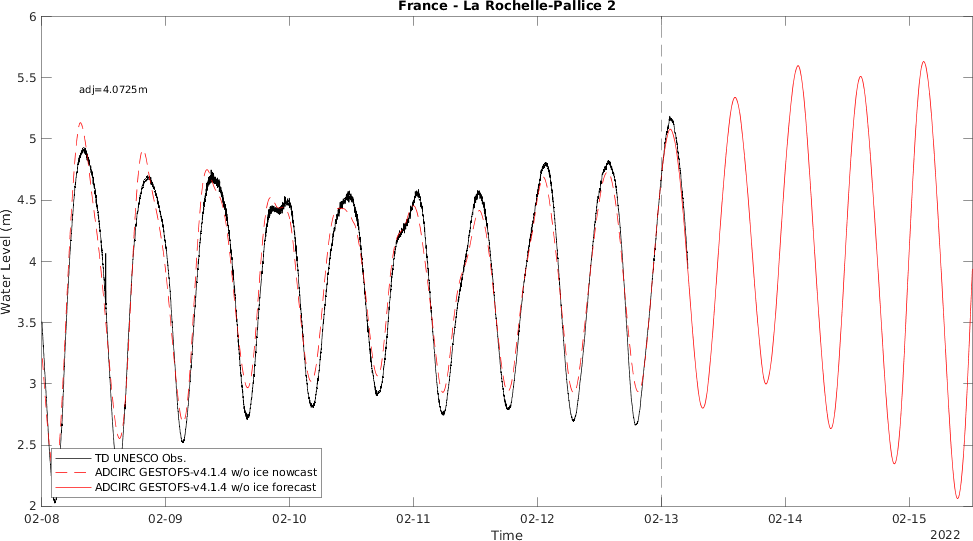 France - La Rochelle-Pallice 2
6
5.5
adj=4.0725m
5
4.5
4
3.5
3
2.5
2
Water Level (m)
TD UNESCO Obs.
ADCIRC GESTOFS-v4.1.4 w/o ice nowcast
ADCIRC GESTOFS-v4.1.4 w/o ice forecast
02-08 02-09 02-10 02-11 02-12 02-13 02-14 02-15
Time
2022